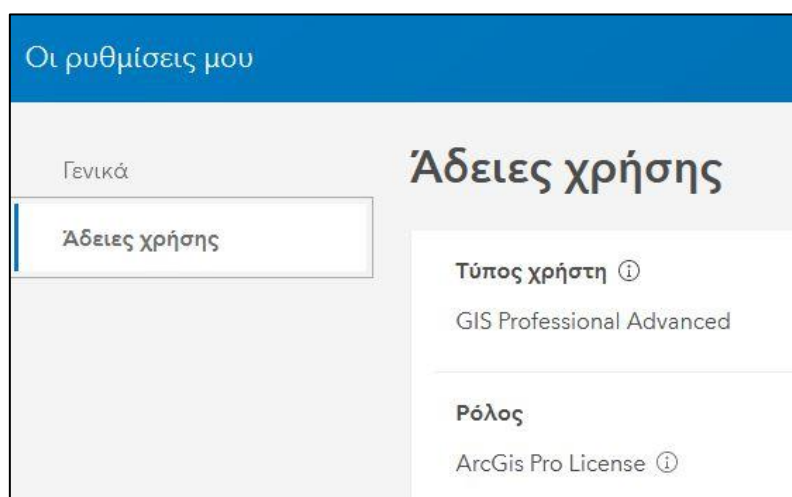 Οι ρυθμίσεις μου
Γενικά
Άδειες χρήσης
Άδειες χρήσης
Τύπος χρήστη
GIS Professional Advanced
Ρόλος
ArcGis Pro License